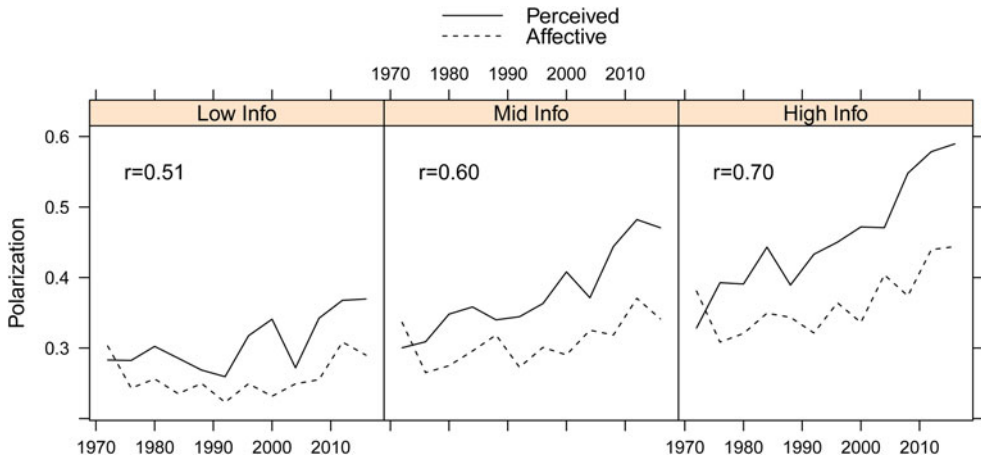 Perceived
Affective
1970 1980 1990 2000 2010
Low Info Mid Info High Info
0.6
r=0.51 r=0.60 r=0.70
0.5
0.4
0.3
Polarization
1970 1980 1990 2000 2010 1970 1980 1990 2000 2010